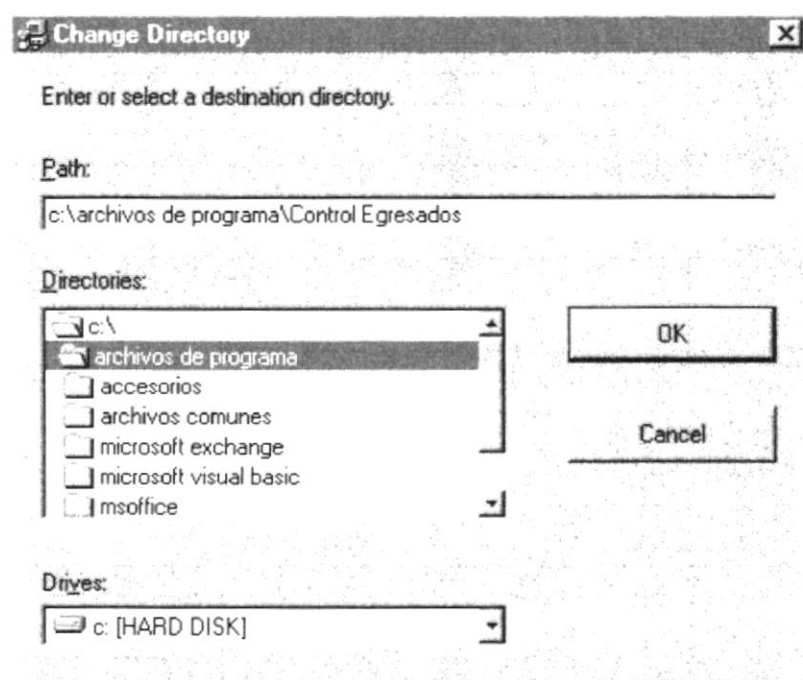 Change Directory
Enter or select a destination directory.
Path:
c:\archivos de programa\Control Egresados
Directories:
c:\
archivos de programa
accesorios
archivos comunes
microsoft exchange
microsoft visual basic
msoffice
OK
Cancel
Drives:
c: [HARD DISK]